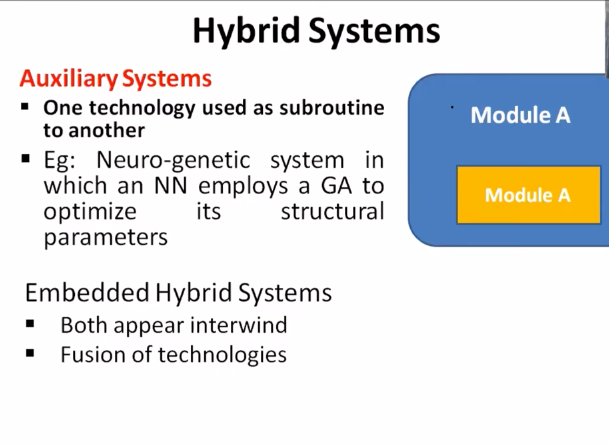 Hybrid Systems
Auxiliary Systems
▪ One technology used as subroutine
to another
▪ Eg: Neuro-genetic system in
which an NN employs a GA to
optimize its structural
parameters
Module A
Module A
Embedded Hybrid Systems
▪ Both appear interwind
▪ Fusion of technologies